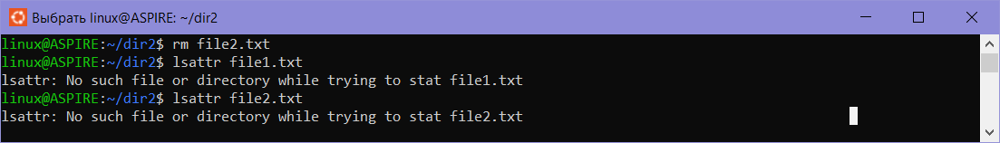 Выбрать linux@ASPIRE: ~/dir2
linux@ASPIRE:~/dir2$ rm file2.txt
linux@ASPIRE:~/dir2$ lsattr file1.txt
lsattr: No such file or directory while trying to stat file1.txt
linux@ASPIRE:~/dir2$ lsattr file2.txt
lsattr: No such file or directory while trying to stat file2.txt